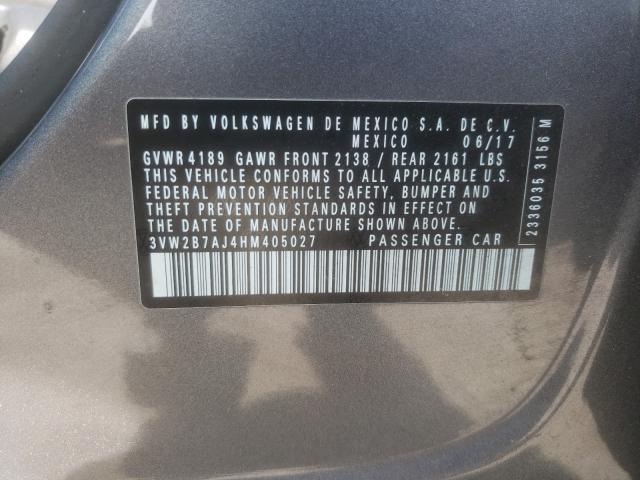 MFD BY VOLKSWAGEN DE MEXICO S.A. DE C.V.
MEXICO 06/17
GVWR 4189 GAWR FRONT 2138 / REAR 2161 LBS
THIS VEHICLE CONFORMS TO ALL APPLICABLE U.S.
FEDERAL MOTOR VEHICLE SAFETY, BUMPER AND
THEFT PREVENTION STANDARDS IN EFFECT ON
THE DATE OF MANUFACTURE SHOWN ABOVE.
3VW2B7AJ4HM405027 PASSENGER CAR
2336035 3156 M